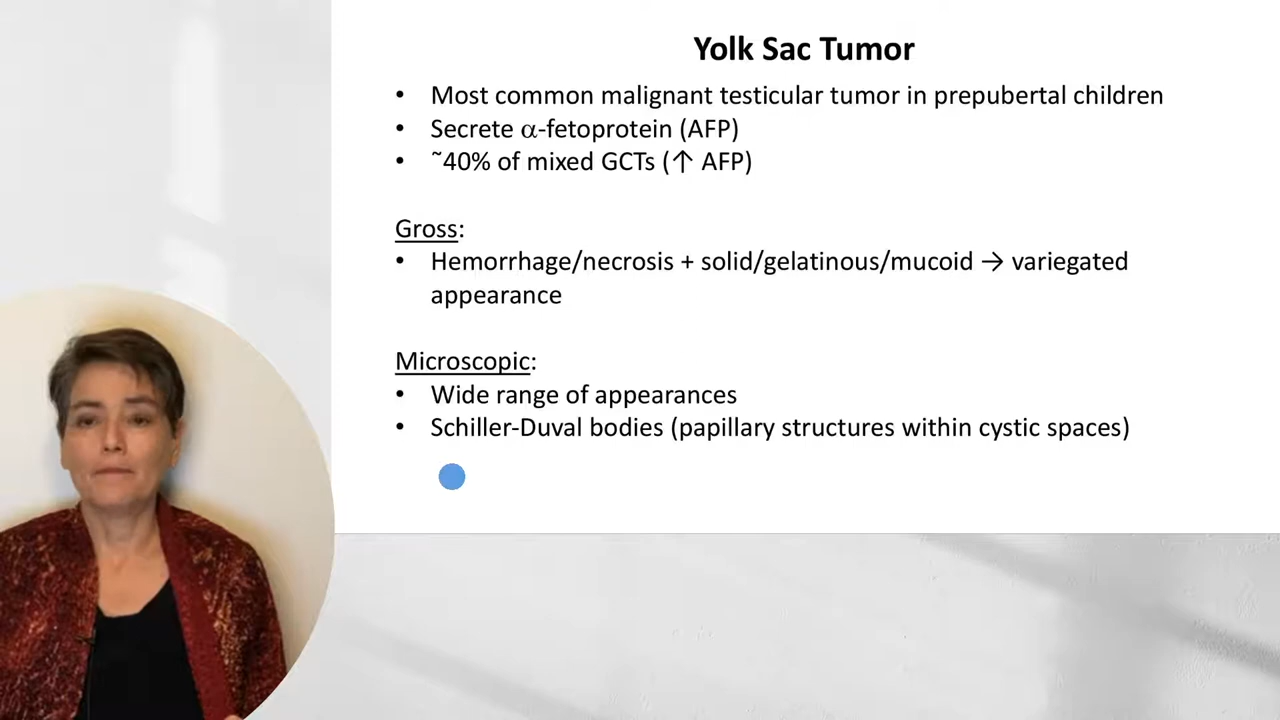 Yolk Sac Tumor
• Most common malignant testicular tumor in prepubertal children
• Secrete α-fetoprotein (AFP)
• ~40% of mixed GCTs (↑ AFP)
Gross:
• Hemorrhage/necrosis + solid/gelatinous/mucoid → variegated
appearance
Microscopic:
• Wide range of appearances
• Schiller-Duval bodies (papillary structures within cystic spaces)